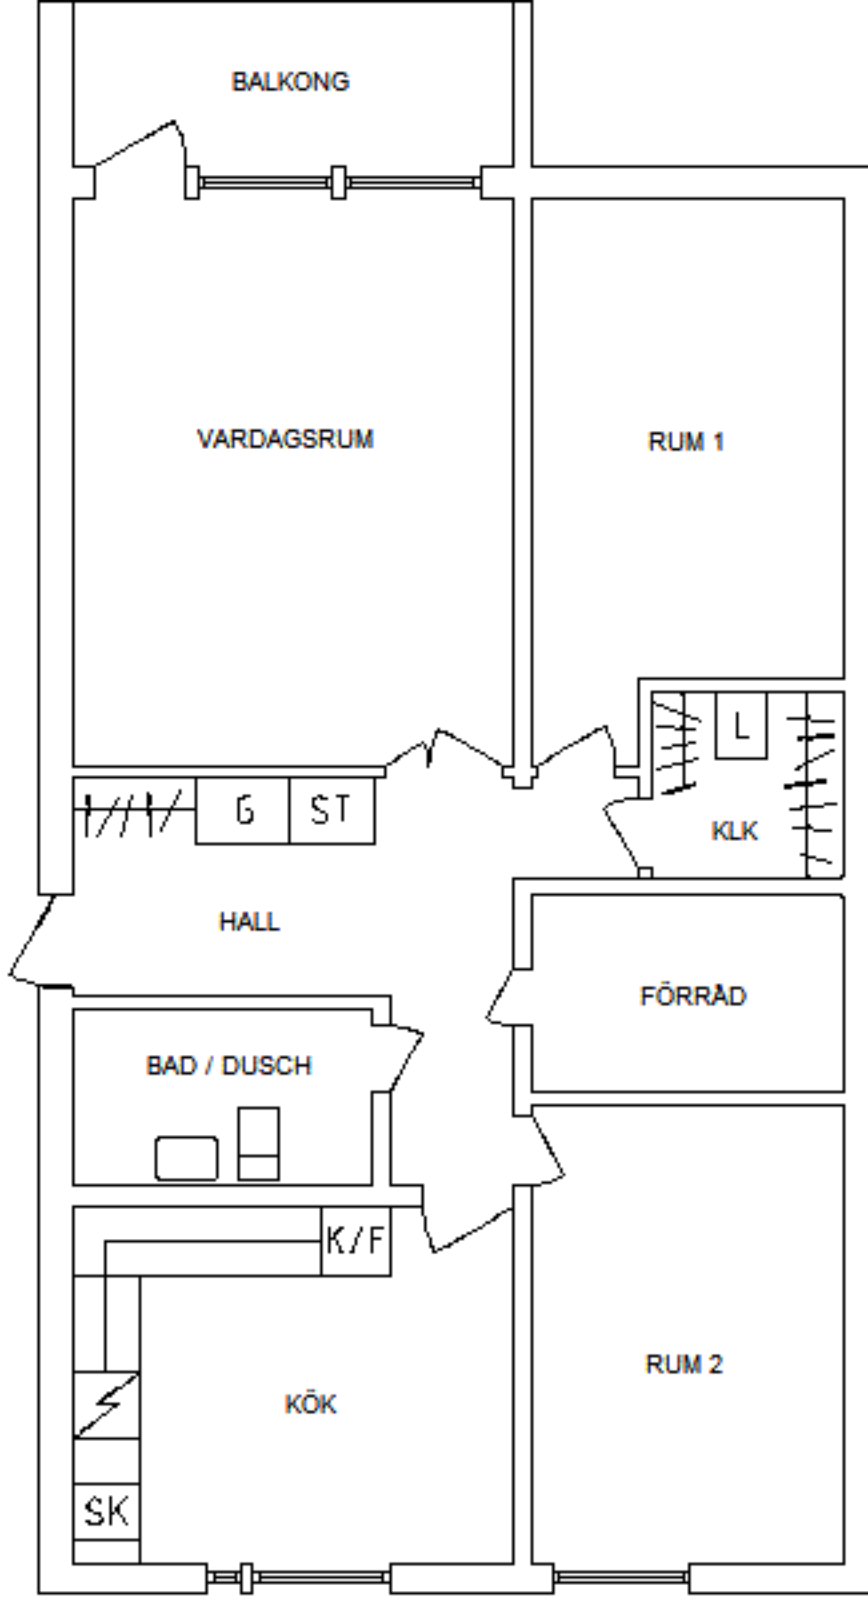 BALKONG
VARDAGSRUM
RUM 1
L
G
ST
KLK
HALL
FÖRRÅD
BAD / DUSCH
K/F
RUM 2
KÖK
SK